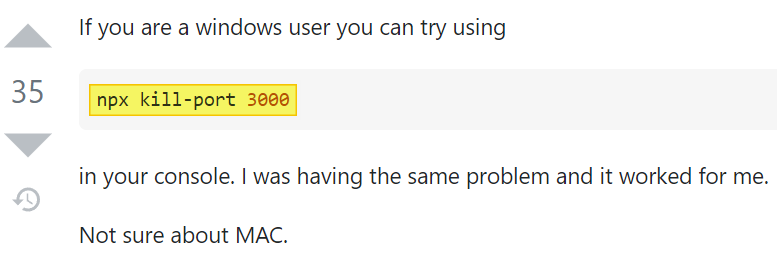 If you are a windows user you can try using
35
npx kill-port 3000
in your console. I was having the same problem and it worked for me.
Not sure about MAC.